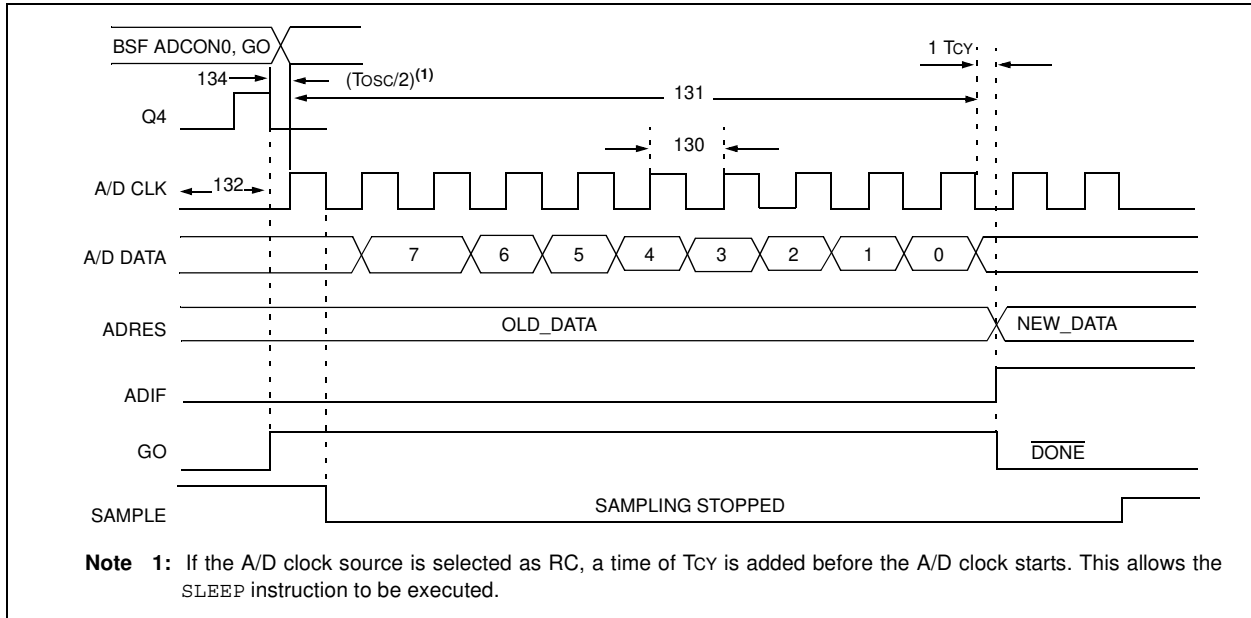 BSF ADCON0, GO
1 TCY
134
(TOSC/2)(1)
131
Q4
130
A/D CLK
132
A/D DATA
7 6 5 4 3 2 1 0
ADRES
OLD_DATA
NEW_DATA
ADIF
GO
DONE
SAMPLE
SAMPLING STOPPED
Note 1: If the A/D clock source is selected as RC, a time of TCY is added before the A/D clock starts. This allows the
SLEEP instruction to be executed.